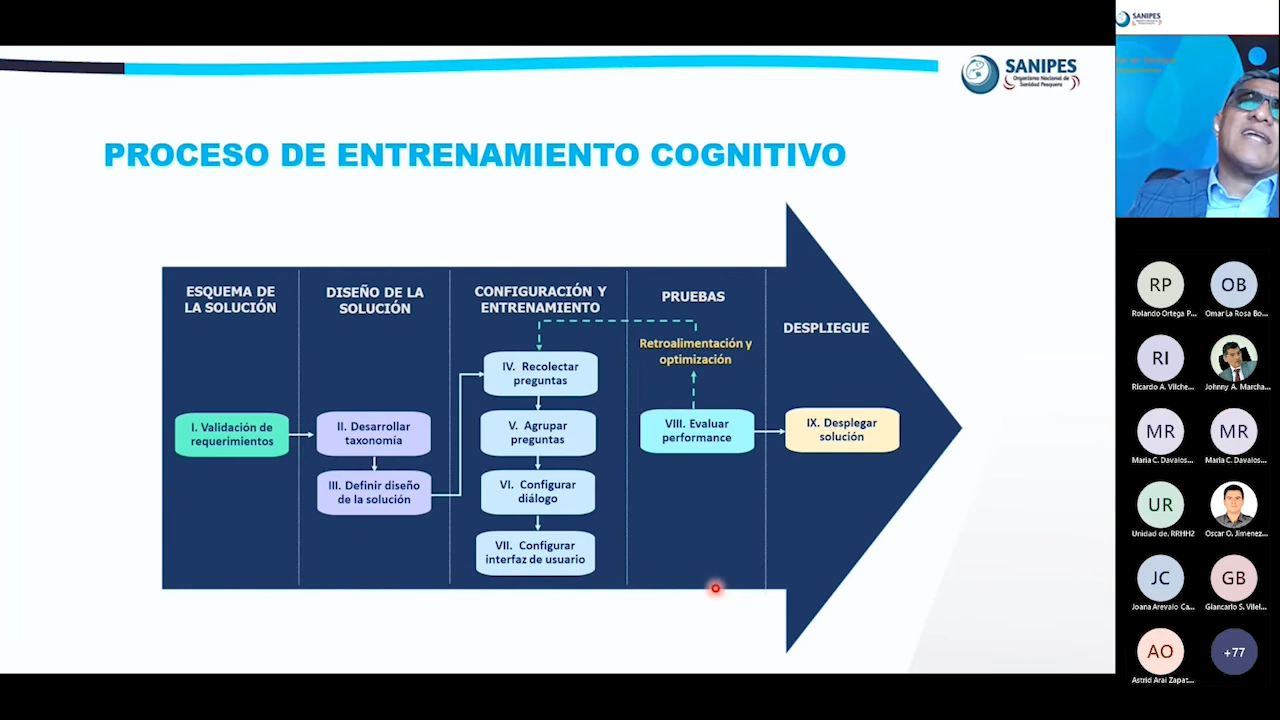 SANIPES
Organismo Nacional de
Sanidad Pesquera
PROCESO DE ENTRENAMIENTO COGNITIVO
ESQUEMA DE
LA SOLUCIÓN
I. Validación de
requerimientos
DISEÑO DE LA
SOLUCIÓN
II. Desarrollar
taxonomía
III. Definir diseño
de la solución
CONFIGURACIÓN Y
ENTRENAMIENTO
IV. Recolectar
preguntas
V. Agrupar
preguntas
VI. Configurar
diálogo
VII. Configurar
interfaz de usuario
PRUEBAS
Retroalimentación y
optimización
VIII. Evaluar
performance
DESPLIEGUE
IX. Desplegar
solución
SANIPES
RP
Rolando Ortega P...
OB
Omar La Rosa Bo...
RI
Ricardo A. Vilche...
Johnny A. Marcha...
MR
Maria C. Davalos...
MR
Maria C. Davalos...
UR
Unidad de, RRHH2
Oscar O. Jimenez...
JC
Joana Arevalo Ca...
GB
Giancarlo S. Vilel...
AO
Astrid Arai Zapat...
+77